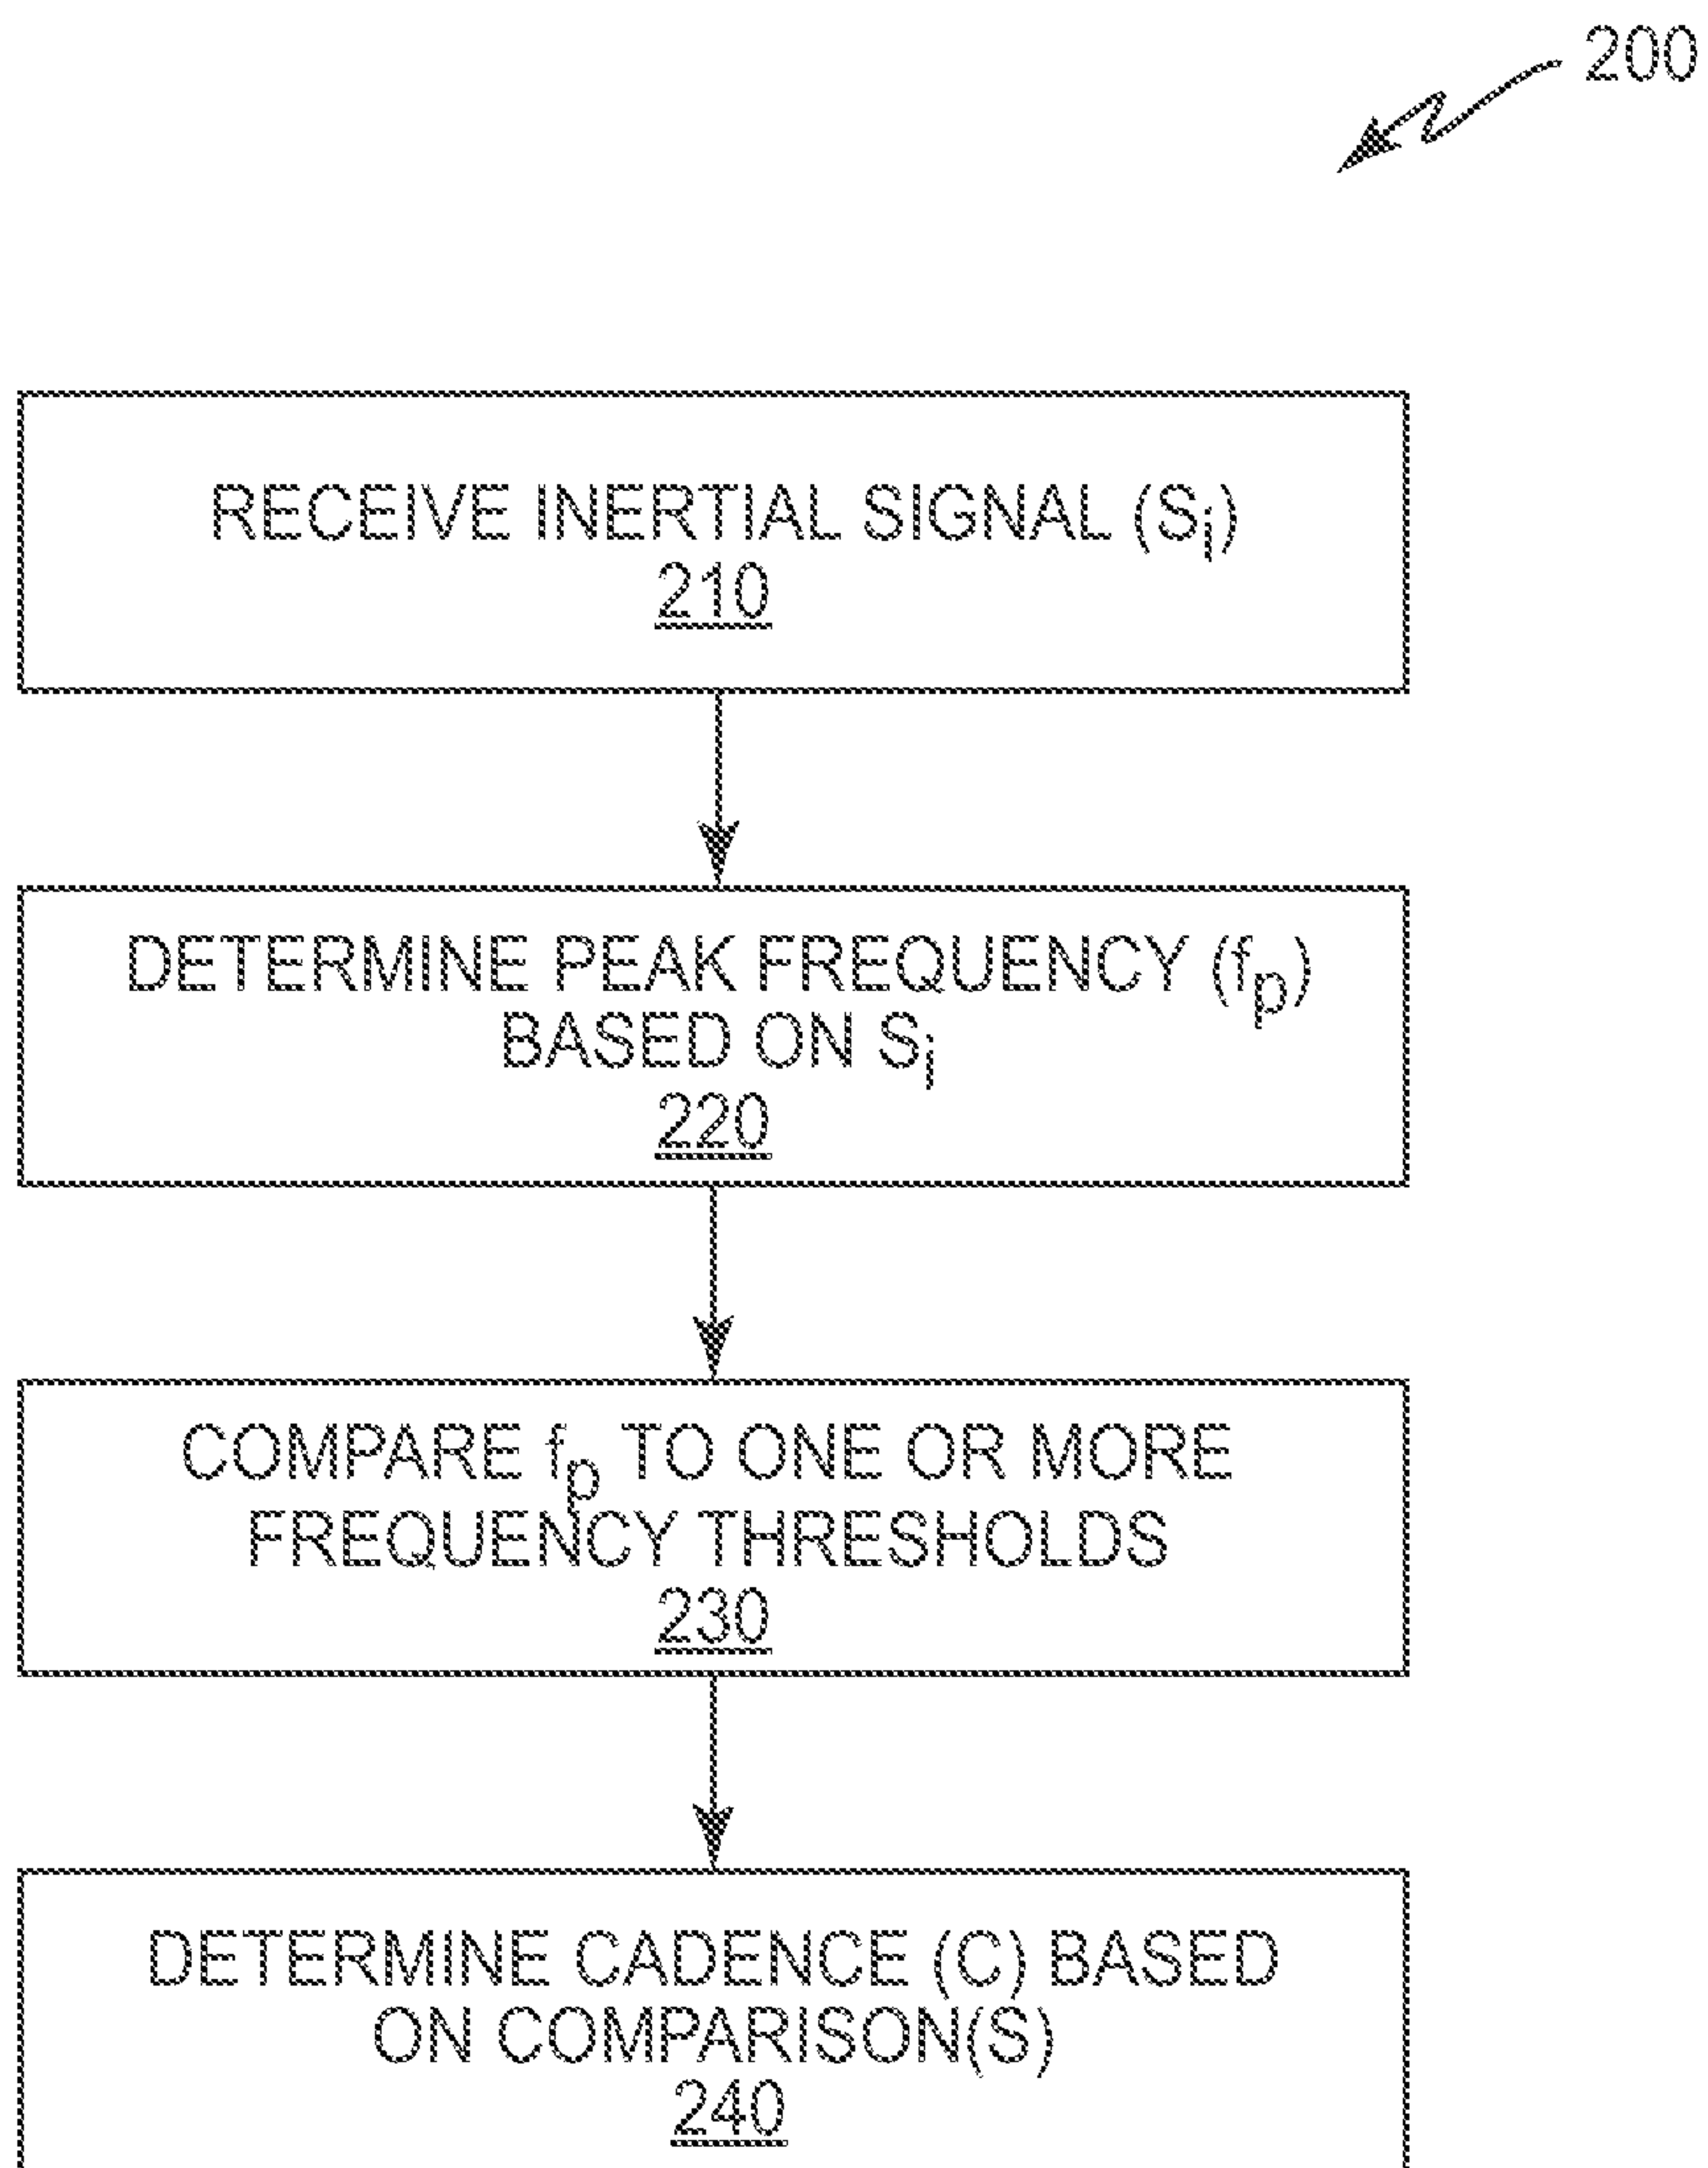 200
RECEIVE INERTIAL SIGNAL (Si)
210
DETERMINE PEAK FREQUENCY (fp)
BASED ON Si
220
COMPARE fp TO ONE OR MORE
FREQUENCY THRESHOLDS
230
DETERMINE CADENCE (C) BASED
ON COMPARISON(S)
240